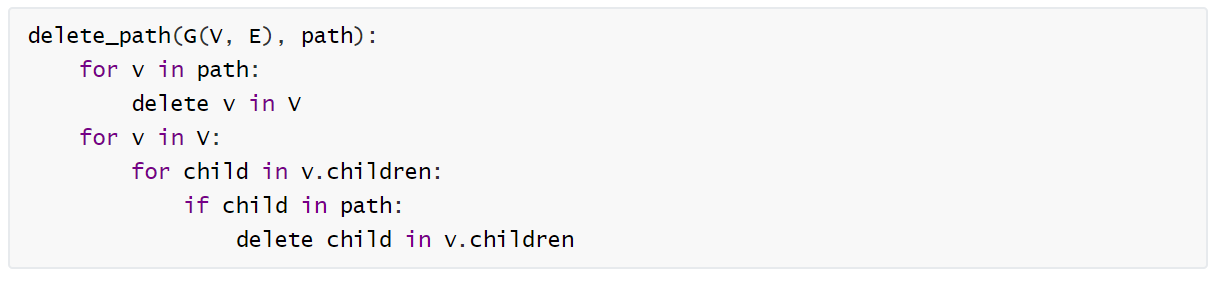 delete_path(G(V, E), path):
    for v in path:
        delete v in V
    for v in V:
        for child in v.children:
            if child in path:
                delete child in v.children